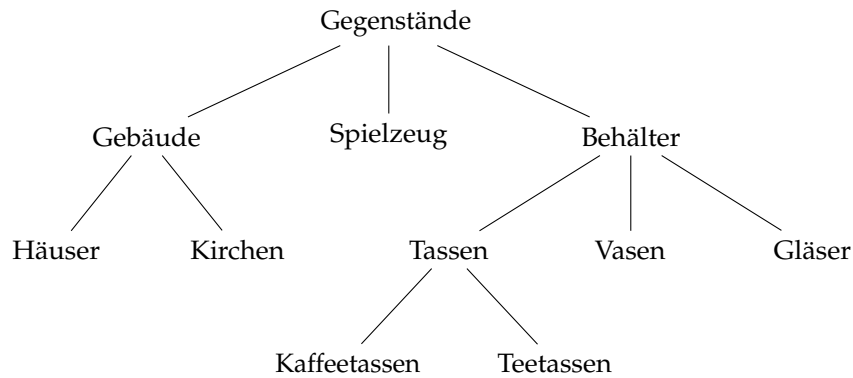 Gegenstände
Gebäude Spielzeug Behälter
Häuser Kirchen Tassen Vasen Gläser
Kaffeetassen Teetassen